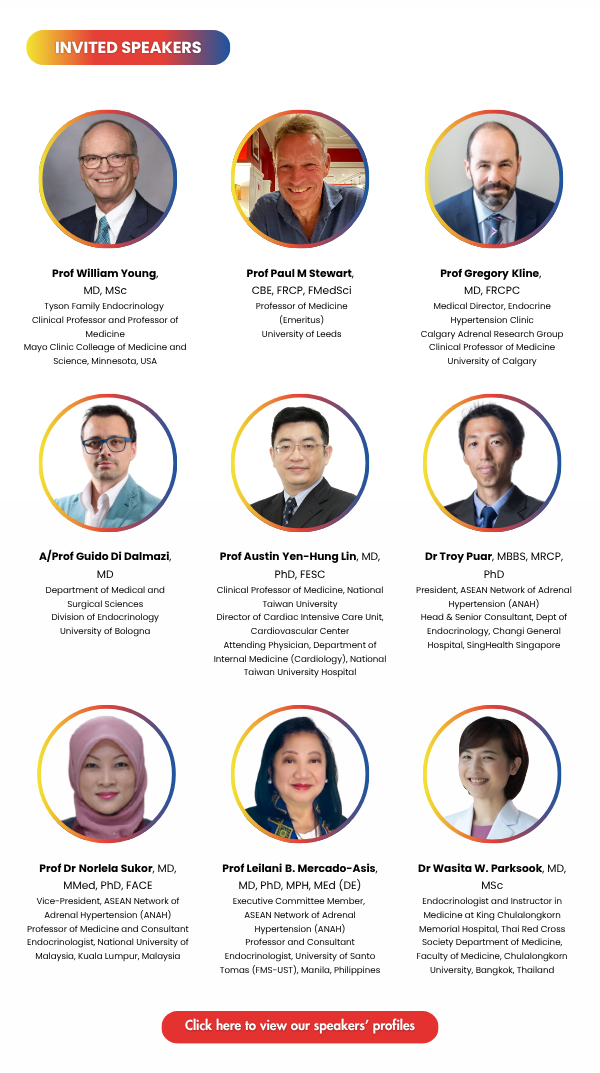 INVITED SPEAKERS
Prof William Young,
MD, MSc
Tyson Family Endocrinology
Clinical Professor and Professor of
Medicine
Mayo Clinic Colleage of Medicine and
Science, Minnesota, USA
Prof Paul M Stewart,
CBE, FRCP, FMedSci
Professor of Medicine
(Emeritus)
University of Leeds
Prof Gregory Kline,
MD, FRCPC
Medical Director, Endocrine
Hypertension Clinic
Calgary Adrenal Research Group
Clinical Professor of Medicine
University of Calgary
A/Prof Guido Di Dalmazi,
MD
Department of Medical and
Surgical Sciences
Division of Endocrinology
University of Bologna
Prof Austin Yen-Hung Lin, MD,
PhD, FESC
Clinical Professor of Medicine, National
Taiwan University
Director of Cardiac Intensive Care Unit,
Cardiovascular Center
Attending Physician, Department of
Internal Medicine (Cardiology), National
Taiwan University Hospital
Dr Troy Puar, MBBS, MRCP,
PhD
President, ASEAN Network of Adrenal
Hypertension (ANAH)
Head & Senior Consultant, Dept of
Endocrinology, Changi General
Hospital, SingHealth Singapore
Prof Dr Norlela Sukor, MD,
MMed, PhD, FACE
Vice-President, ASEAN Network of
Adrenal Hypertension (ANAH)
Professor of Medicine and Consultant
Endocrinologist, National University of
Malaysia, Kuala Lumpur, Malaysia
Prof Leilani B. Mercado-Asis,
MD, PhD, MPH, MEd (DE)
Executive Committee Member,
ASEAN Network of Adrenal
Hypertension (ANAH)
Professor and Consultant
Endocrinologist, University of Santo
Tomas (FMS-UST), Manila, Philippines
Dr Wasita W. Parksook, MD,
MSc
Endocrinologist and Instructor in
Medicine at King Chulalongkorn
Memorial Hospital, Thai Red Cross
Society Department of Medicine,
Faculty of Medicine, Chulalongkorn
University, Bangkok, Thailand
Click here to view our speakers' profiles